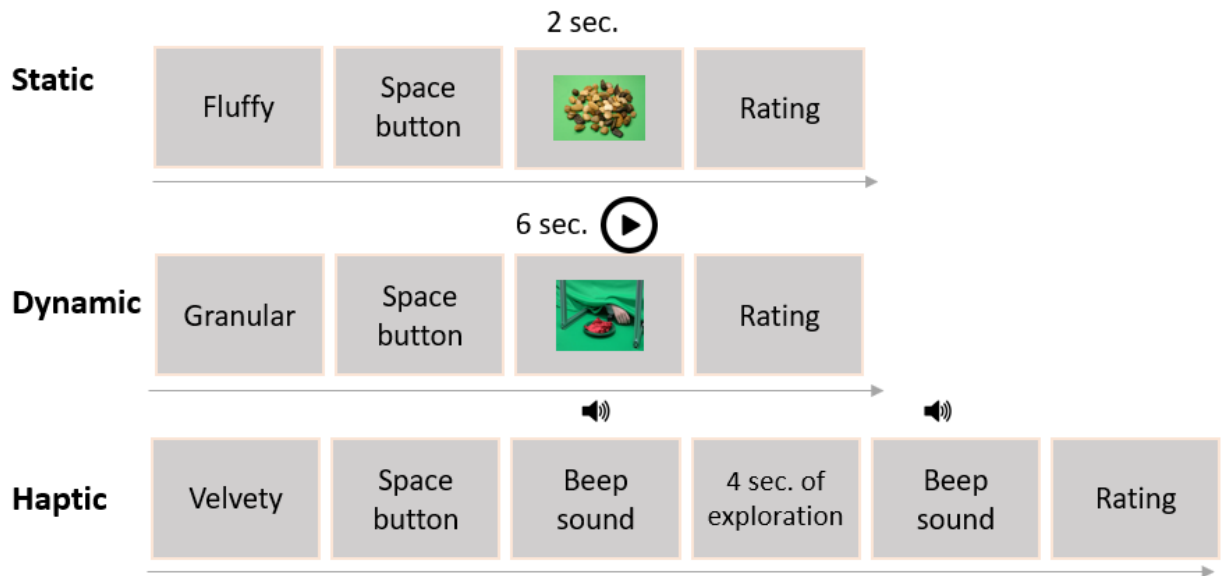 2 sec.
Static
Fluffy
Space
button
Rating
6 sec.
Dynamic
Granular
Space
button
Rating
Haptic
Velvety
Space
button
Beep
sound
4 sec. of
exploration
Beep
sound
Rating